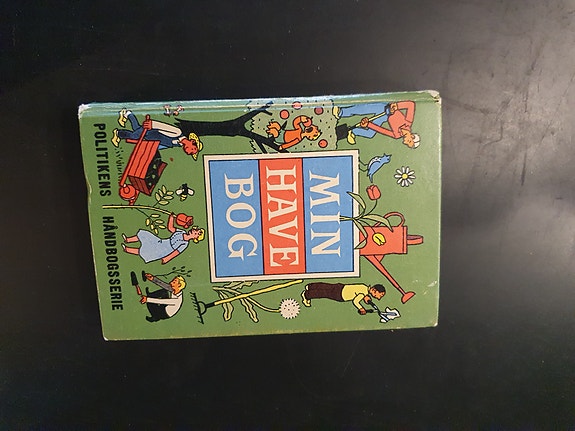 MIN
HAVE
BOG
POLITIKENS HÅNDBOGSSERIE